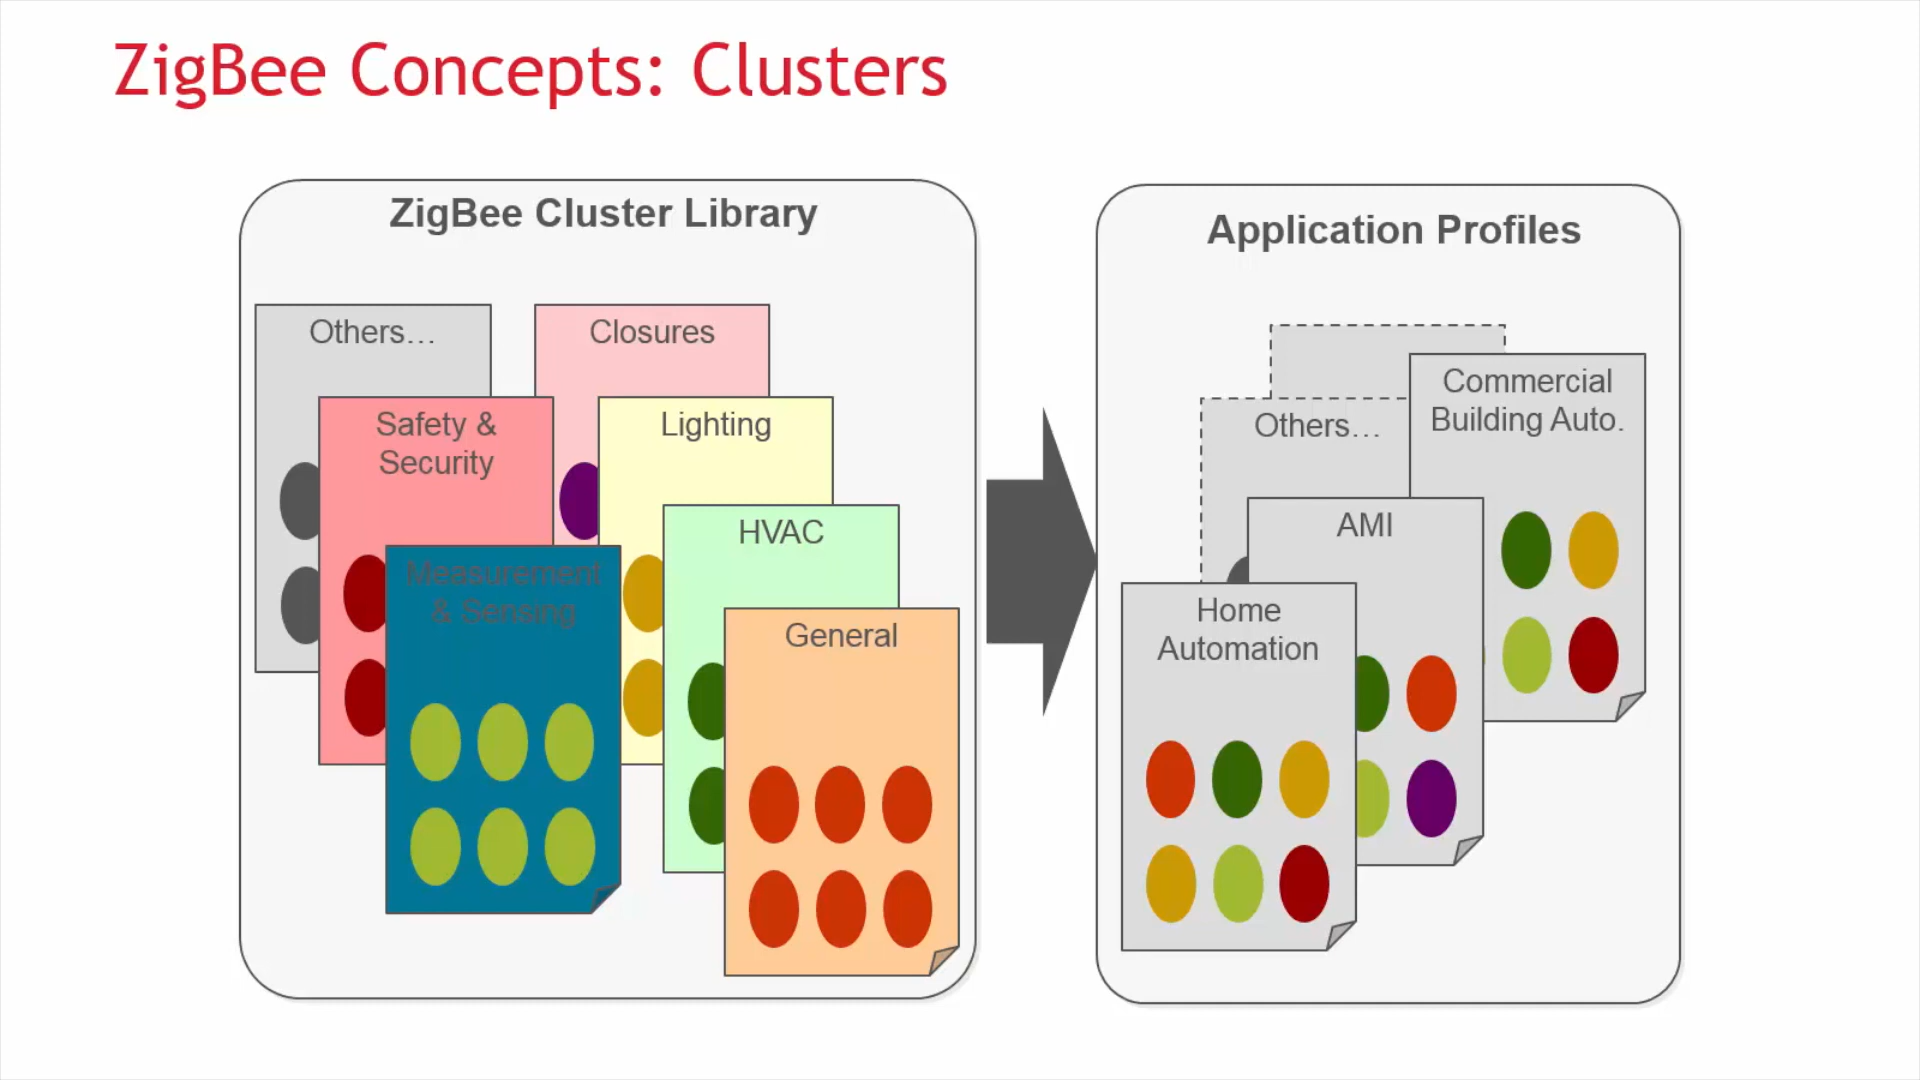 ZigBee Concepts: Clusters
ZigBee Cluster Library
Others…
Closures
Safety &
Security
Lighting
Measurement
& Sensing
HVAC
General
Application Profiles
Commercial
Building Auto.
Others…
AMI
Home
Automation